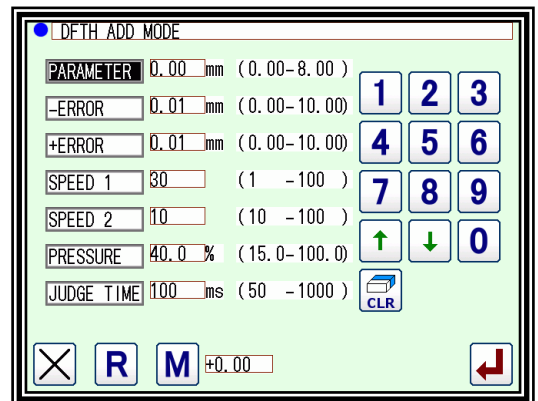 DFTH ADD MODE
PARAMETER 0.00 mm (0.00-8.00 )
-ERROR 0.01 mm (0.00-10.00)
+ERROR 0.01 mm (0.00-10.00)
SPEED 1 30 (1 -100 )
SPEED 2 10 (10 -100 )
PRESSURE 40.0 % (15.0-100.0)
JUDGE TIME 100 ms (50 -1000 )
1 2 3
4 5 6
7 8 9
↑ ↓ 0
CLR
R M +0.00